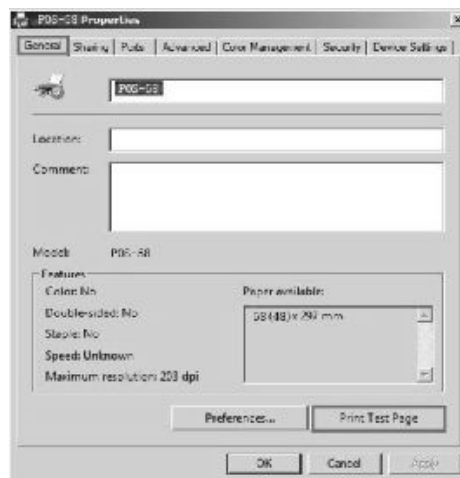 POS-58 Properties
General Sharing Ports Advanced Color Management Security Device Settings
POS-58
Location:
Comment:
Model: POS-58
Features
Color: No Paper available:
Double-sided: No 58(48) x 297 mm
Staple: No
Speed: Unknown
Maximum resolution: 203 dpi
Preferences... Print Test Page
OK Cancel Apply